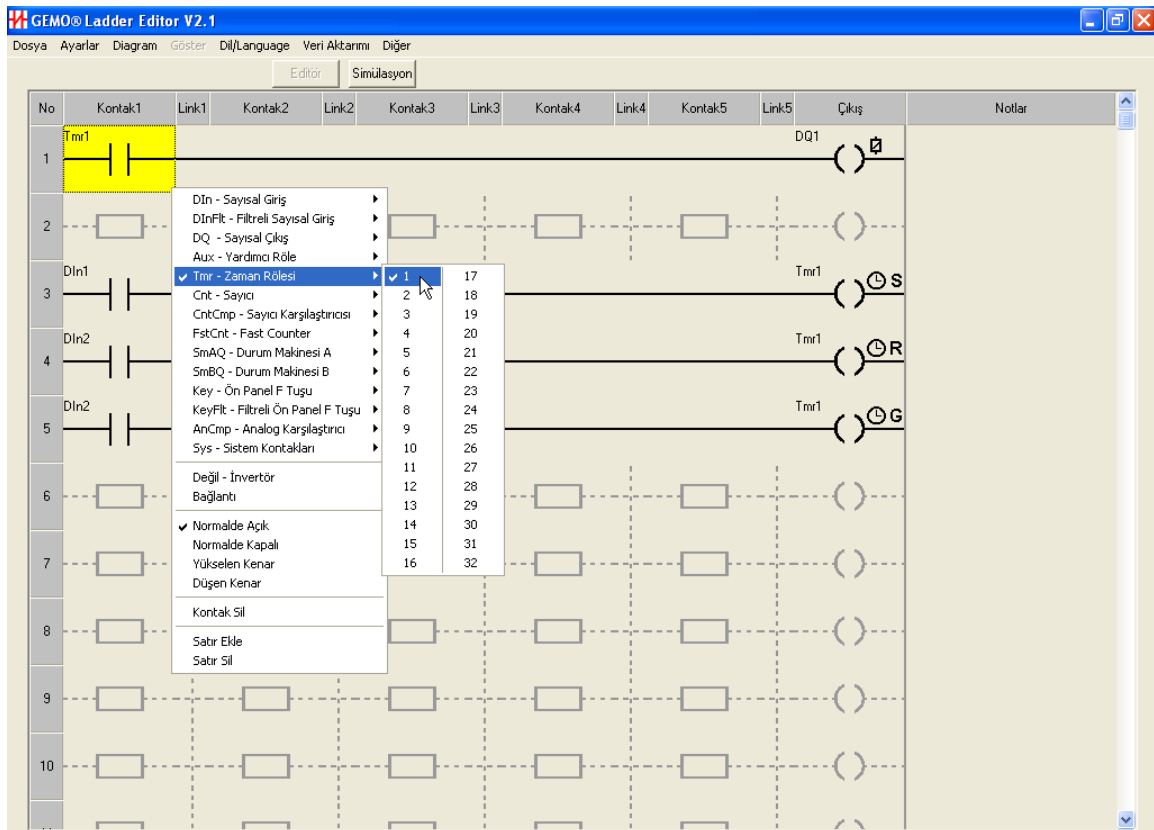 GEMO® Ladder Editor V2.1
Dosya Ayarlar Diagram Göster Dil/Language Veri Aktarımı Diğer
Editör Simülasyon
No Kontak1 Link1 Kontak2 Link2 Kontak3 Link3 Kontak4 Link4 Kontak5 Link5 Çıkış Notlar
Tmr1 DQ1
1
DIn - Sayısal Giriş
DInFlt - Filtreli Sayısal Giriş
2
DQ - Sayısal Çıkış
Aux - Yardımcı Röle
DIn1 Tmr1
Tmr - Zaman Rölesi 1 17
3 S
Cnt - Sayıcı 2 18
CntCmp - Sayıcı Karşılaştırıcısı 3 19
FstCnt - Fast Counter 4 20
DIn2 Tmr1
SmAQ - Durum Makinesi A 5 21
4 R
SmBQ - Durum Makinesi B 6 22
Key - Ön Panel F Tuşu 7 23
DIn2 Tmr1
KeyFlt - Filtreli Ön Panel F Tuşu 8 24
5 G
AnCmp - Analog Karşılaştırıcı 9 25
Sys - Sistem Kontakları 10 26
11 27
Değil - İnvertör
12 28
6
Bağlantı
13 29
Normalde Açık 14 30
Normalde Kapalı 15 31
7
Yükselen Kenar 16 32
Düşen Kenar
Kontak Sil
8
Satır Ekle
Satır Sil
9
10